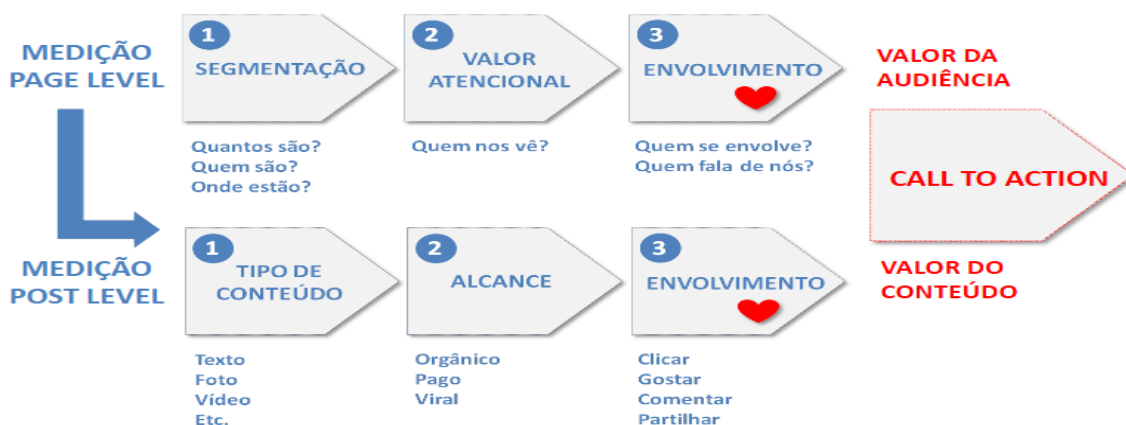 MEDIÇÃO
PAGE LEVEL
1
SEGMENTAÇÃO
Quantos são?
Quem são?
Onde estão?
2
VALOR
ATENCIONAL
Quem nos vê?
3
ENVOLVIMENTO
Quem se envolve?
Quem fala de nós?
VALOR DA
AUDIÊNCIA
CALL TO ACTION
MEDIÇÃO
POST LEVEL
1
TIPO DE
CONTEÚDO
Texto
Foto
Vídeo
Etc.
2
ALCANCE
Orgânico
Pago
Viral
3
ENVOLVIMENTO
Clicar
Gostar
Comentar
Partilhar
VALOR DO
CONTEÚDO